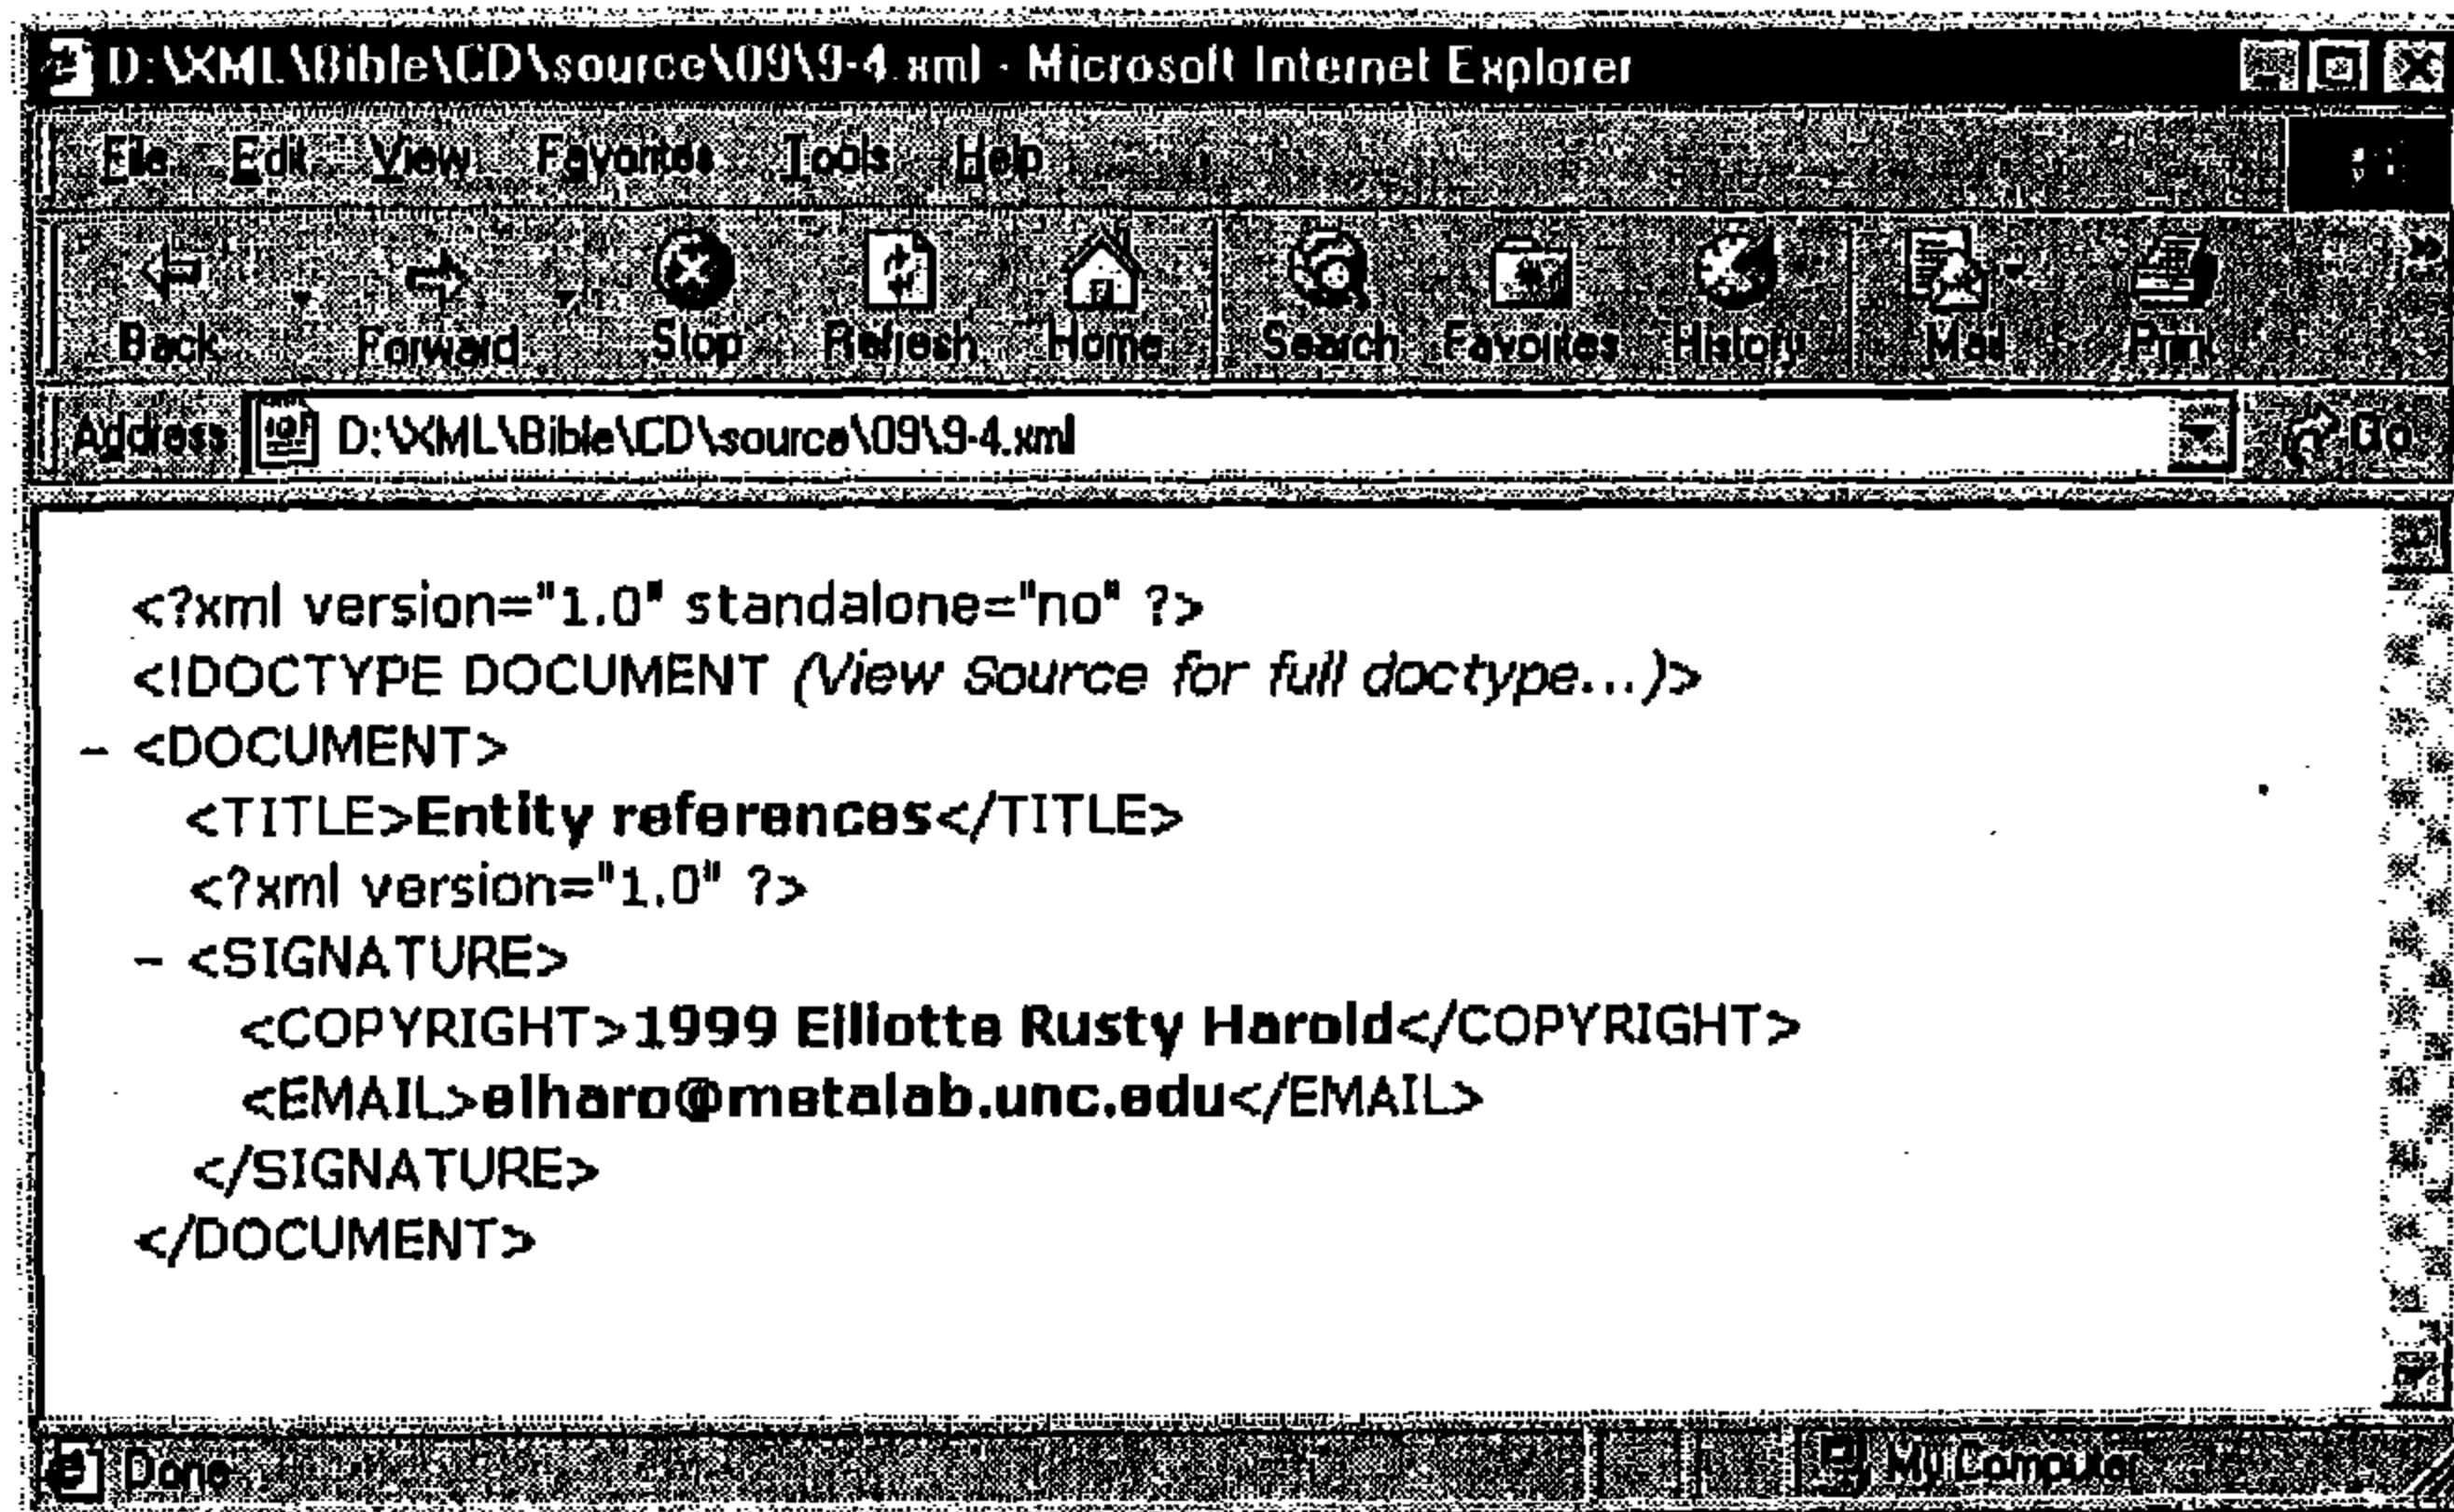 D:\XML\Bible\CD\source\09\9-4.xml - Microsoft Internet Explorer
File Edit View Favorites Tools Help
Back Forward Stop Refresh Home Search Favorites History Mail Print
Address D:\XML\Bible\CD\source\09\9-4.xml Go
<?xml version="1.0" standalone="no" ?>
<!DOCTYPE DOCUMENT (View Source for full doctype...)>
- <DOCUMENT>
<TITLE>Entity references</TITLE>
<?xml version="1.0" ?>
- <SIGNATURE>
<COPYRIGHT>1999 Elliotte Rusty Harold</COPYRIGHT>
<EMAIL>elharo@metalab.unc.edu</EMAIL>
</SIGNATURE>
</DOCUMENT>
Done My Computer